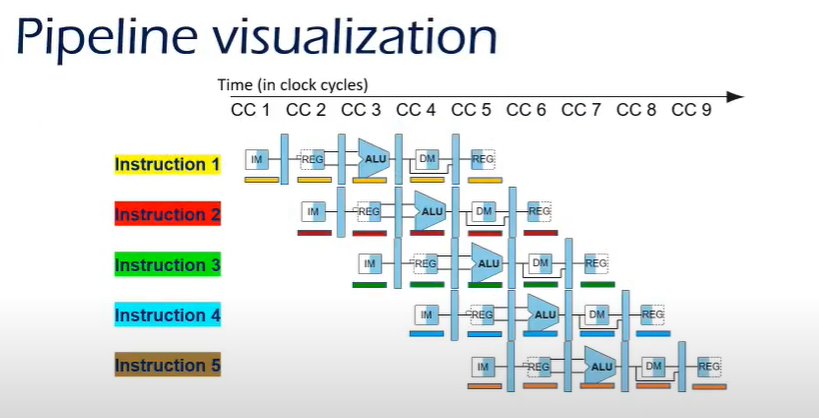 Pipeline visualization
Time (in clock cycles)
CC 1 CC 2 CC 3 CC 4 CC 5 CC 6 CC 7 CC 8 CC 9
Instruction 1 IM REG ALU DM REG
Instruction 2 IM REG ALU DM REG
Instruction 3 IM REG ALU DM REG
Instruction 4 IM REG ALU DM REG
Instruction 5 IM REG ALU DM REG